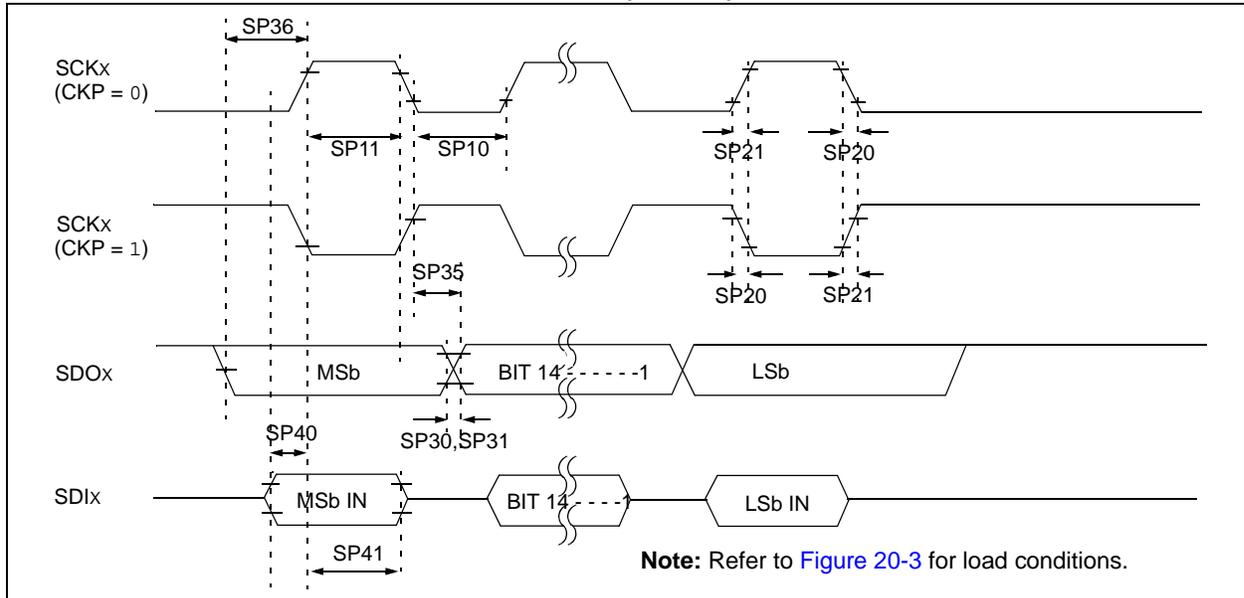 SP36
SCKx
(CKP = 0)
SP11
SP10
SP21
SP20
SCKx
(CKP = 1)
SP35
SP20
SP21
SDOx
MSb
BIT 14 - - - - - -1
LSb
SP40
SP30,SP31
SDIx
MSb IN
BIT 14 - - - -1
LSb IN
SP41
Note: Refer to Figure 20-3 for load conditions.